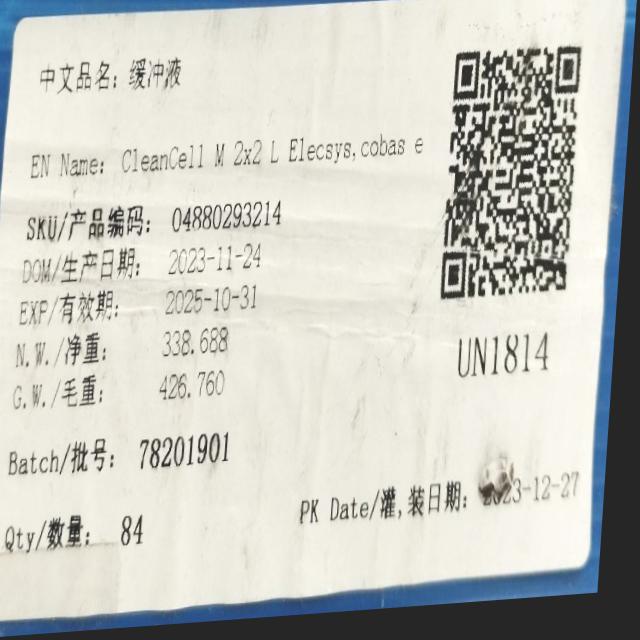 中文品名: 缓冲液
EN Name: CleanCell M 2x2 L Elecsys,cobas e
SKU/产品编码: 04880293214
DOM/生产日期: 2023-11-24
EXP/有效期: 2025-10-31
N.W./净重: 338.688
G.W./毛重: 426.760
UN1814
Batch/批号: 78201901
PK Date/灌,装日期: 2023-12-27
Qty/数量: 84